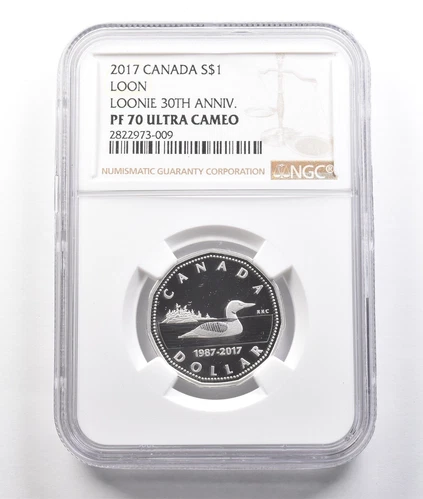 2017 CANADA S$1
LOON
LOONIE 30TH ANNIV.
PF 70 ULTRA CAMEO
2822973-009
NUMISMATIC GUARANTY CORPORATION
NGC
CANADA
RRC
1987-2017
DOLLAR